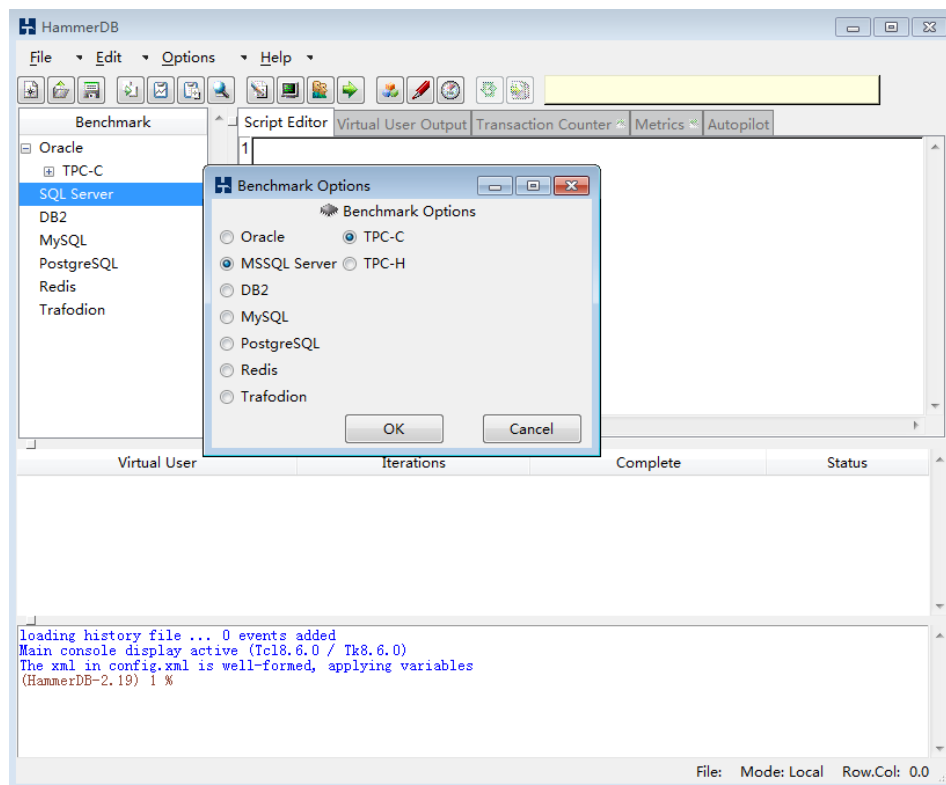 HammerDB
File Edit Options Help
Benchmark
Script Editor Virtual User Output Transaction Counter Metrics Autopilot
Oracle
1
TPC-C
SQL Server
DB2
MySQL
PostgreSQL
Redis
Trafodion
Benchmark Options
Benchmark Options
Oracle TPC-C
MSSQL Server TPC-H
DB2
MySQL
PostgreSQL
Redis
Trafodion
OK Cancel
Virtual User Iterations Complete Status
loading history file ... 0 events added
Main console display active (Tcl8.6.0 / Tk8.6.0)
The xml in config.xml is well-formed, applying variables
(HammerDB-2.19) 1 %
File: Mode: Local Row.Col: 0.0